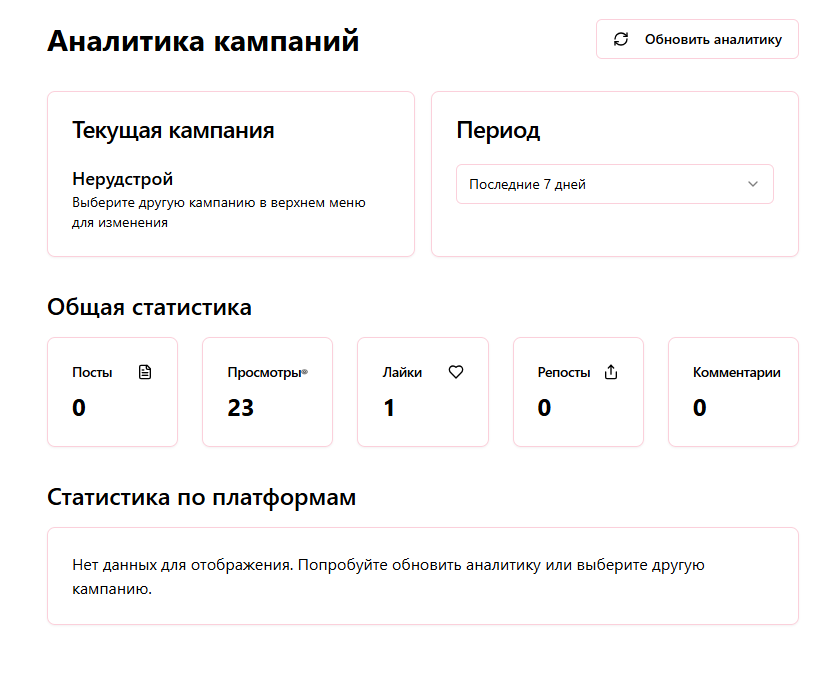 Аналитика кампаний
Обновить аналитику
Текущая кампания
Нерудстрой
Выберите другую кампанию в верхнем меню
для изменения
Период
Последние 7 дней
Общая статистика
Посты
0
Просмотры
23
Лайки
1
Репосты
0
Комментарии
0
Статистика по платформам
Нет данных для отображения. Попробуйте обновить аналитику или выберите другую
кампанию.